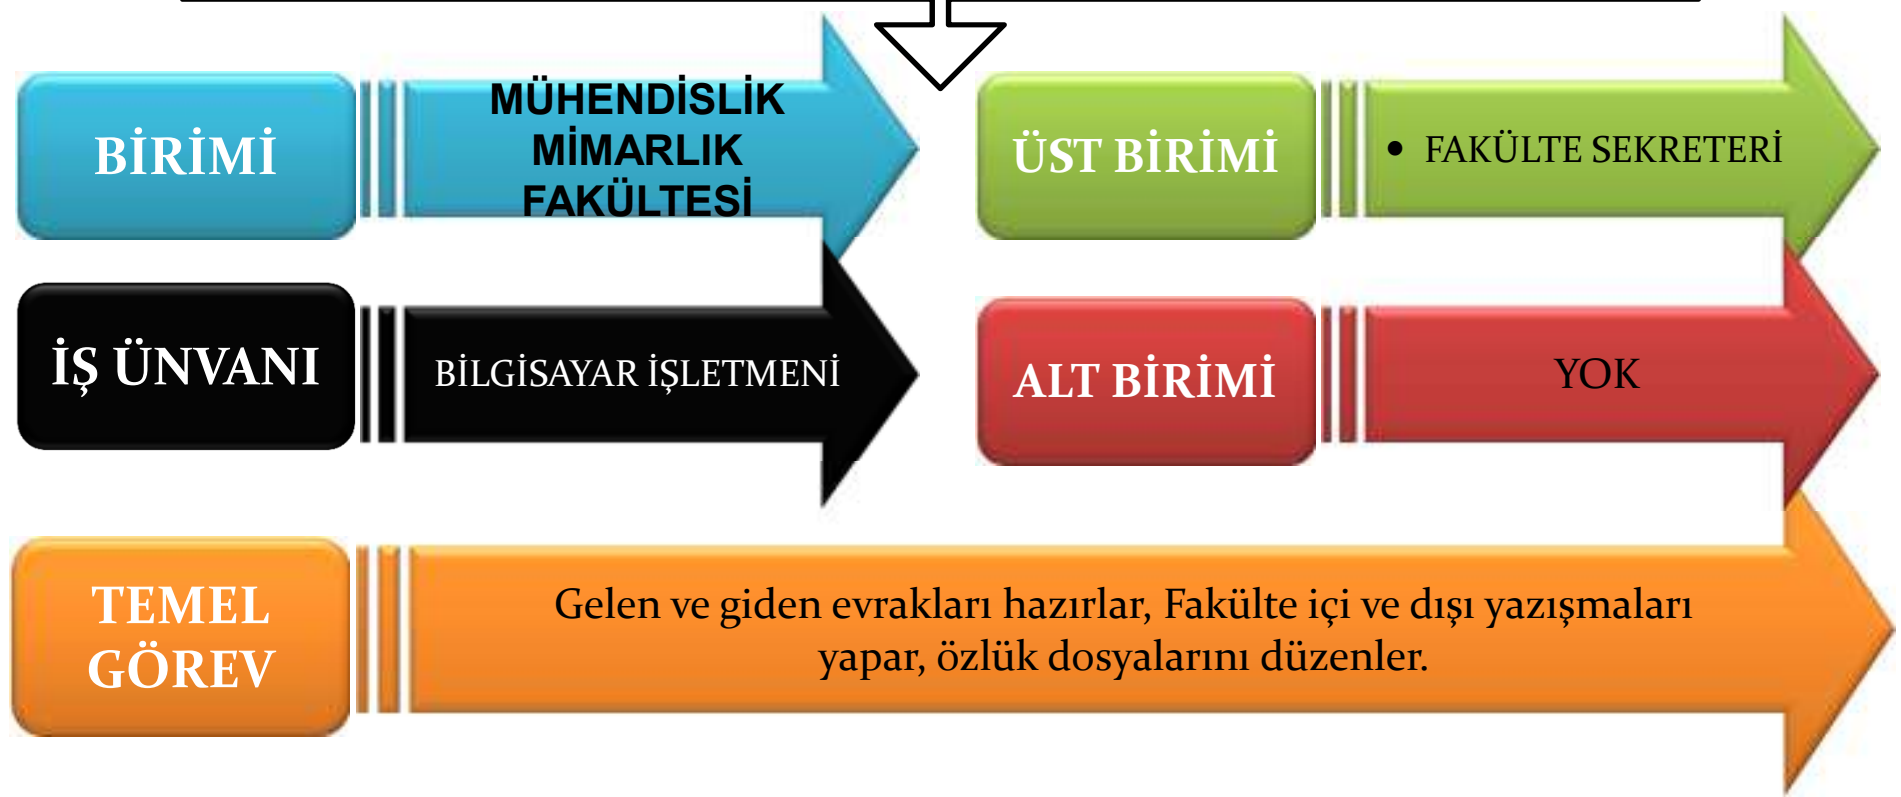 BİRİMİ
MÜHENDİSLİK
MİMARLIK
FAKÜLTESİ
ÜST BİRİMİ
• FAKÜLTE SEKRETERİ
İŞ ÜNVANI
BİLGİSAYAR İŞLETMENİ
ALT BİRİMİ
YOK
TEMEL
GÖREV
Gelen ve giden evrakları hazırlar, Fakülte içi ve dışı yazışmaları
yapar, özlük dosyalarını düzenler.